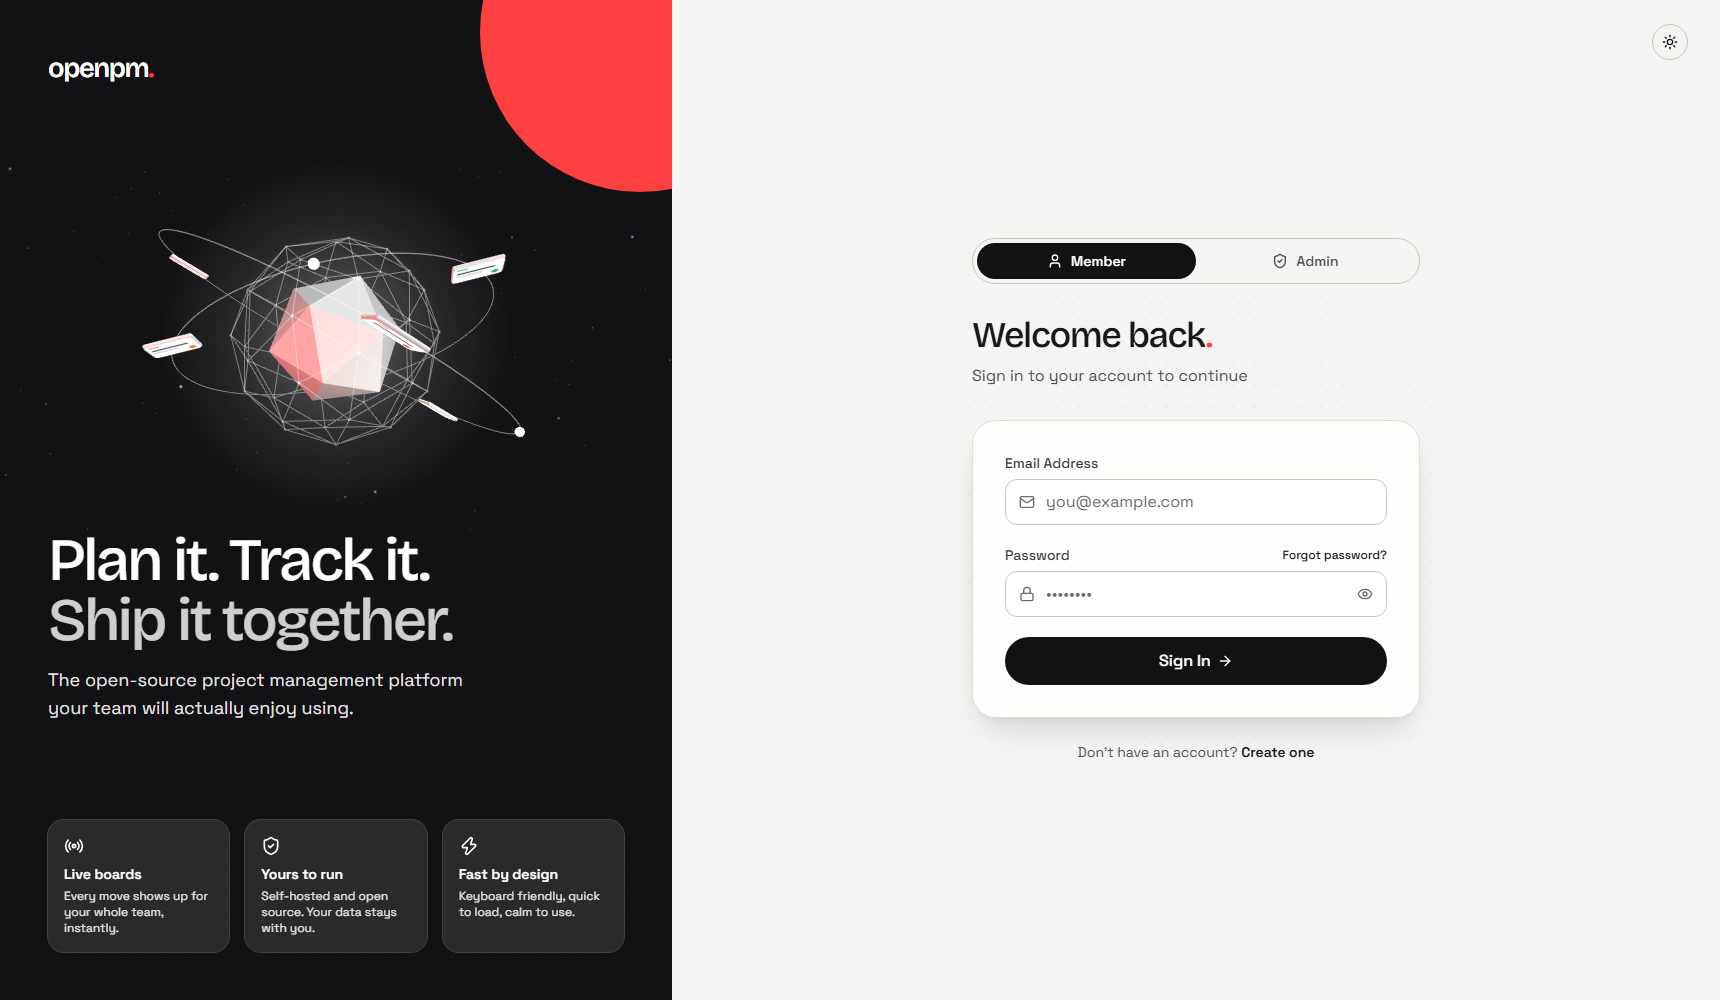 openpm.
Plan it. Track it.
Ship it together.
The open-source project management platform
your team will actually enjoy using.
Live boards
Every move shows up for
your whole team,
instantly.
Yours to run
Self-hosted and open
source. Your data stays
with you.
Fast by design
Keyboard friendly, quick
to load, calm to use.
Member
Admin
Welcome back.
Sign in to your account to continue
Email Address
you@example.com
Password
Forgot password?
••••••••
Sign In →
Don't have an account? Create one